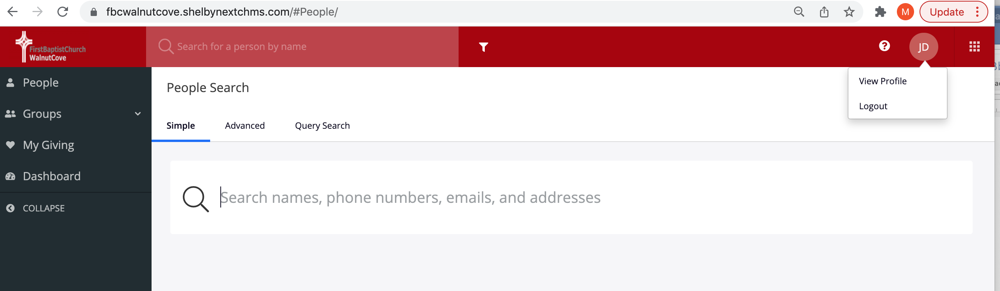 fbcwalnutcove.shelbynextchms.com/#People/
M
Update
FirstBaptistChurch
WalnutCove
Search for a person by name
JD
View Profile
Logout
People
Groups
My Giving
Dashboard
COLLAPSE
People Search
Simple
Advanced
Query Search
Search names, phone numbers, emails, and addresses